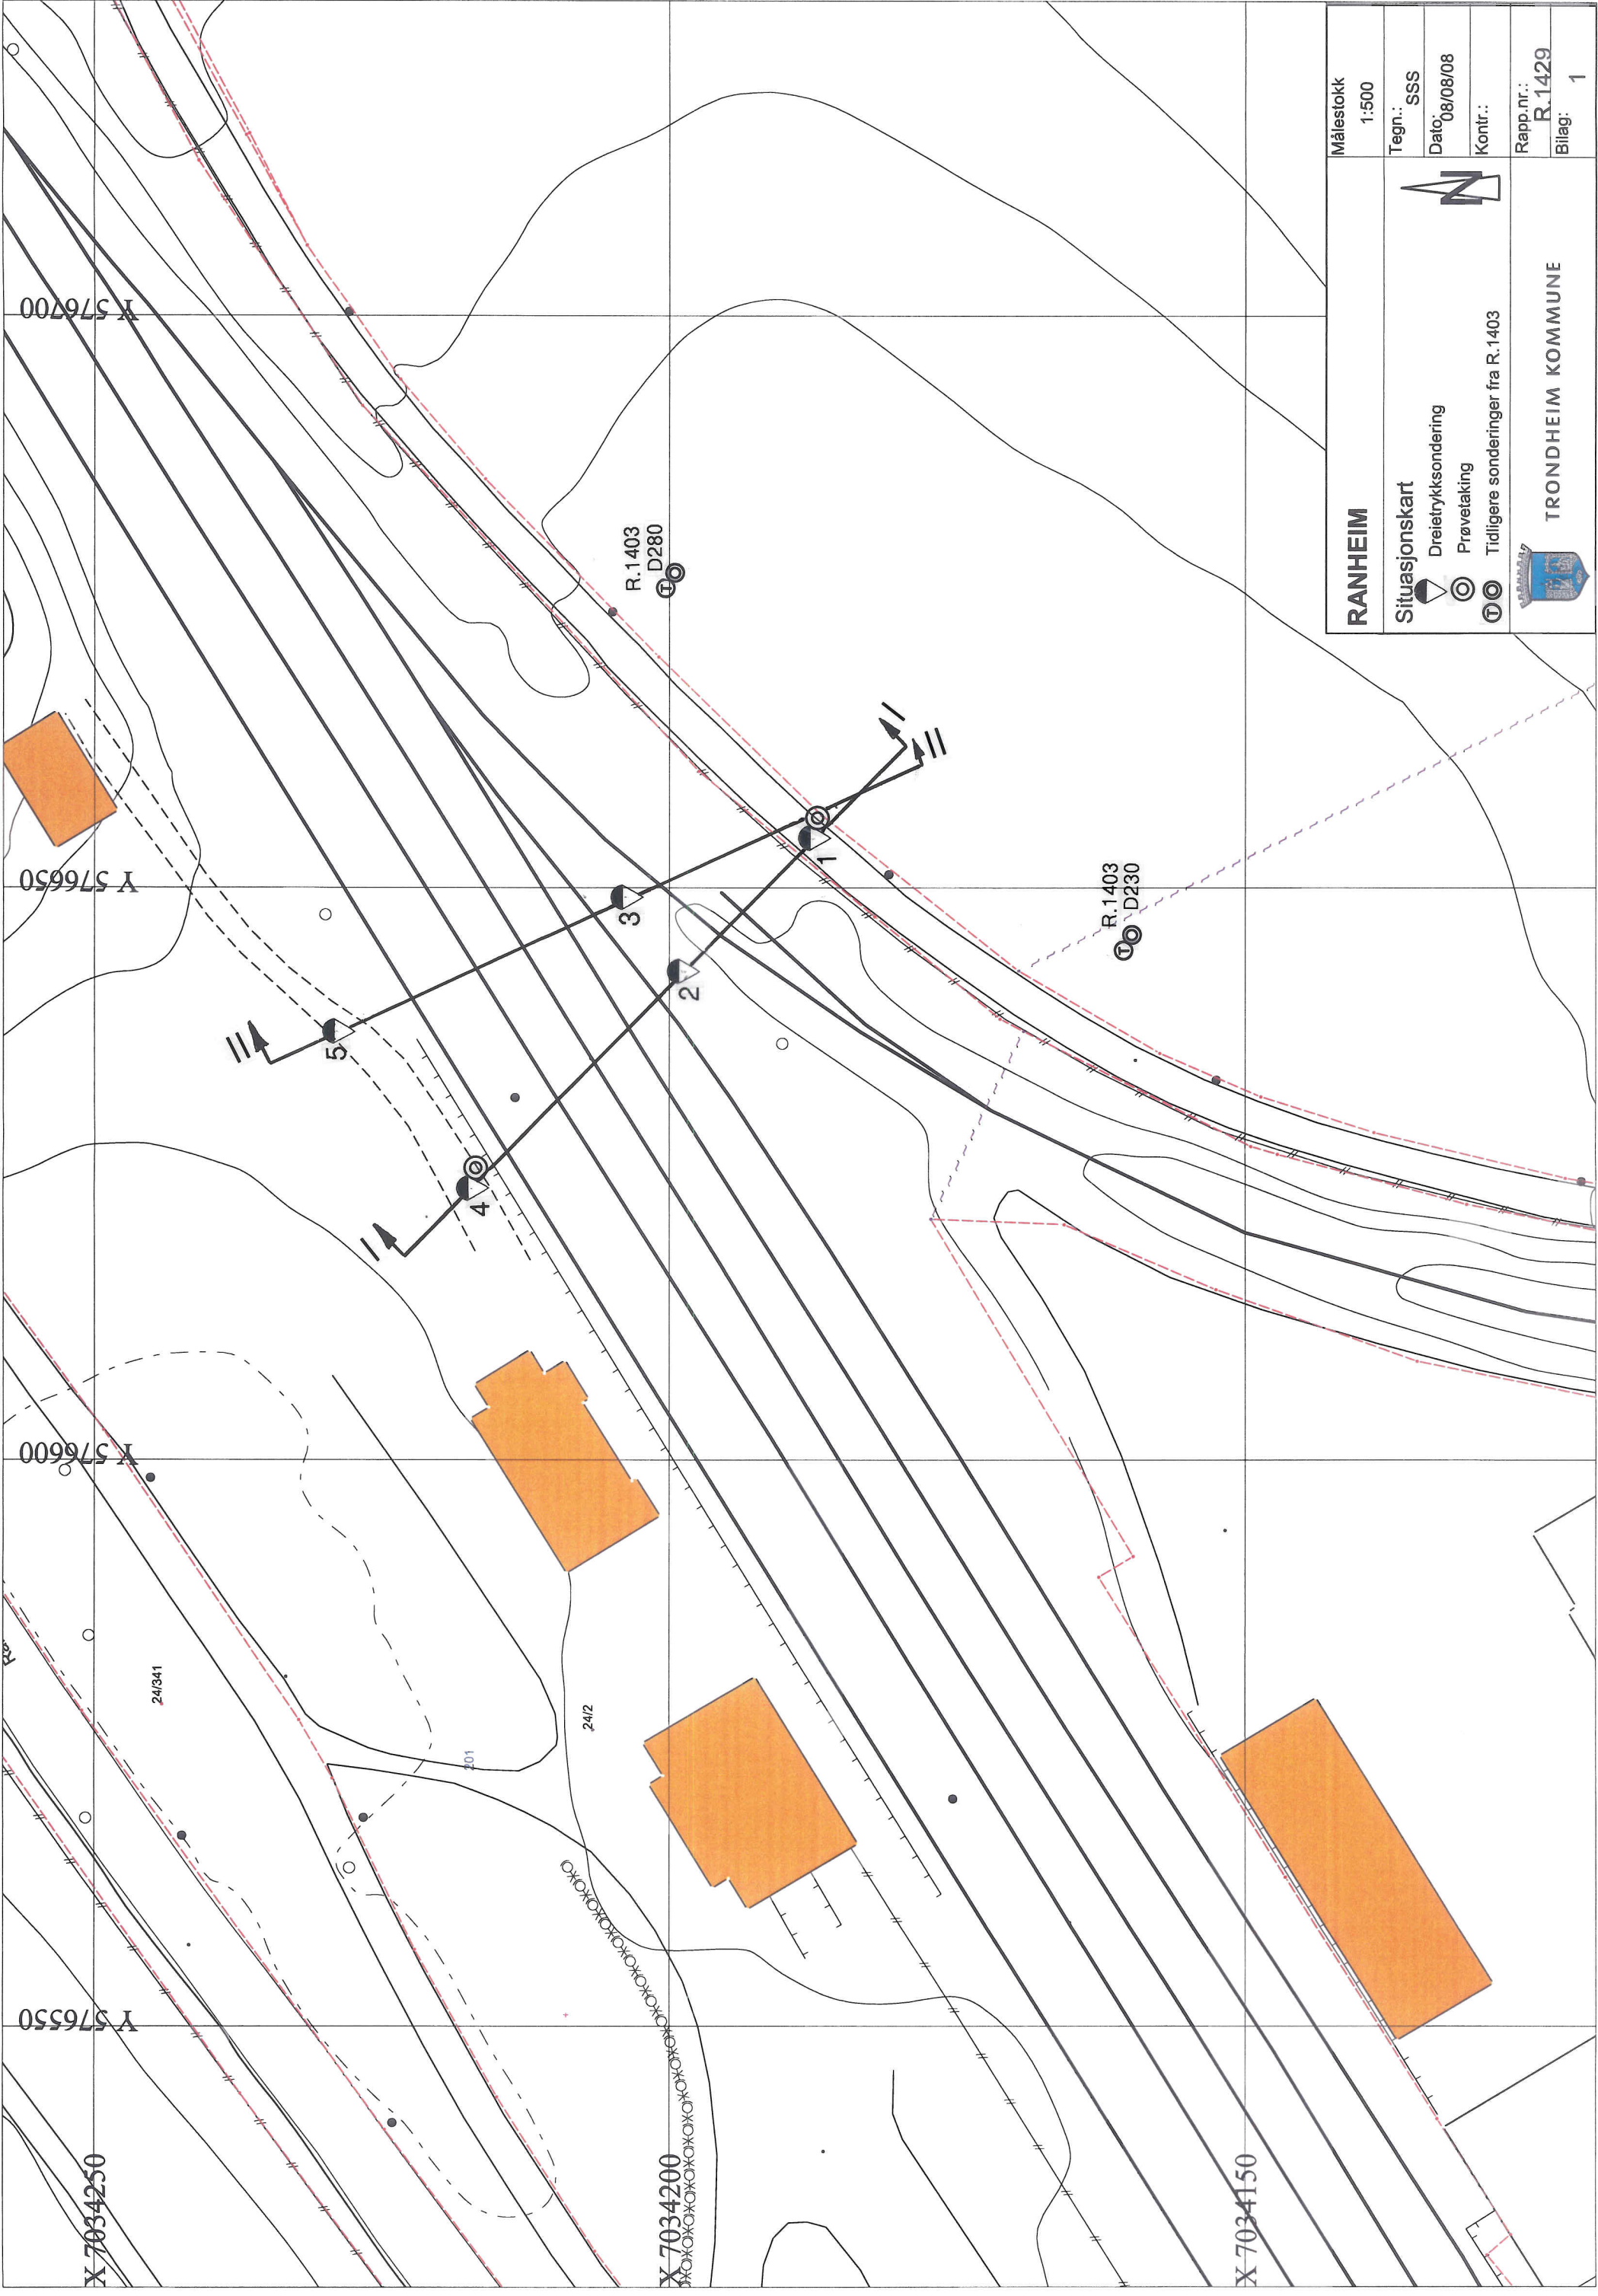 RANHEIM
Situasjonskart
Dreietrykksondering
Prøvetaking
T
Tidligere sonderinger fra R.1403
TRONDHEIM KOMMUNE
N
Målestokk
1:500
Tegn.: SSS
Dato: 08/08/08
Kontr.:
Rapp.nr.:
R.1429
Bilag: 1
X 7034250
X 7034200
X 7034150
Y 576550
Y 576600
Y 576650
Y 576700
24/341
24/2
201
I
4
II
5
3
2
1
I
II
R.1403
D280
T
R.1403
D230
T